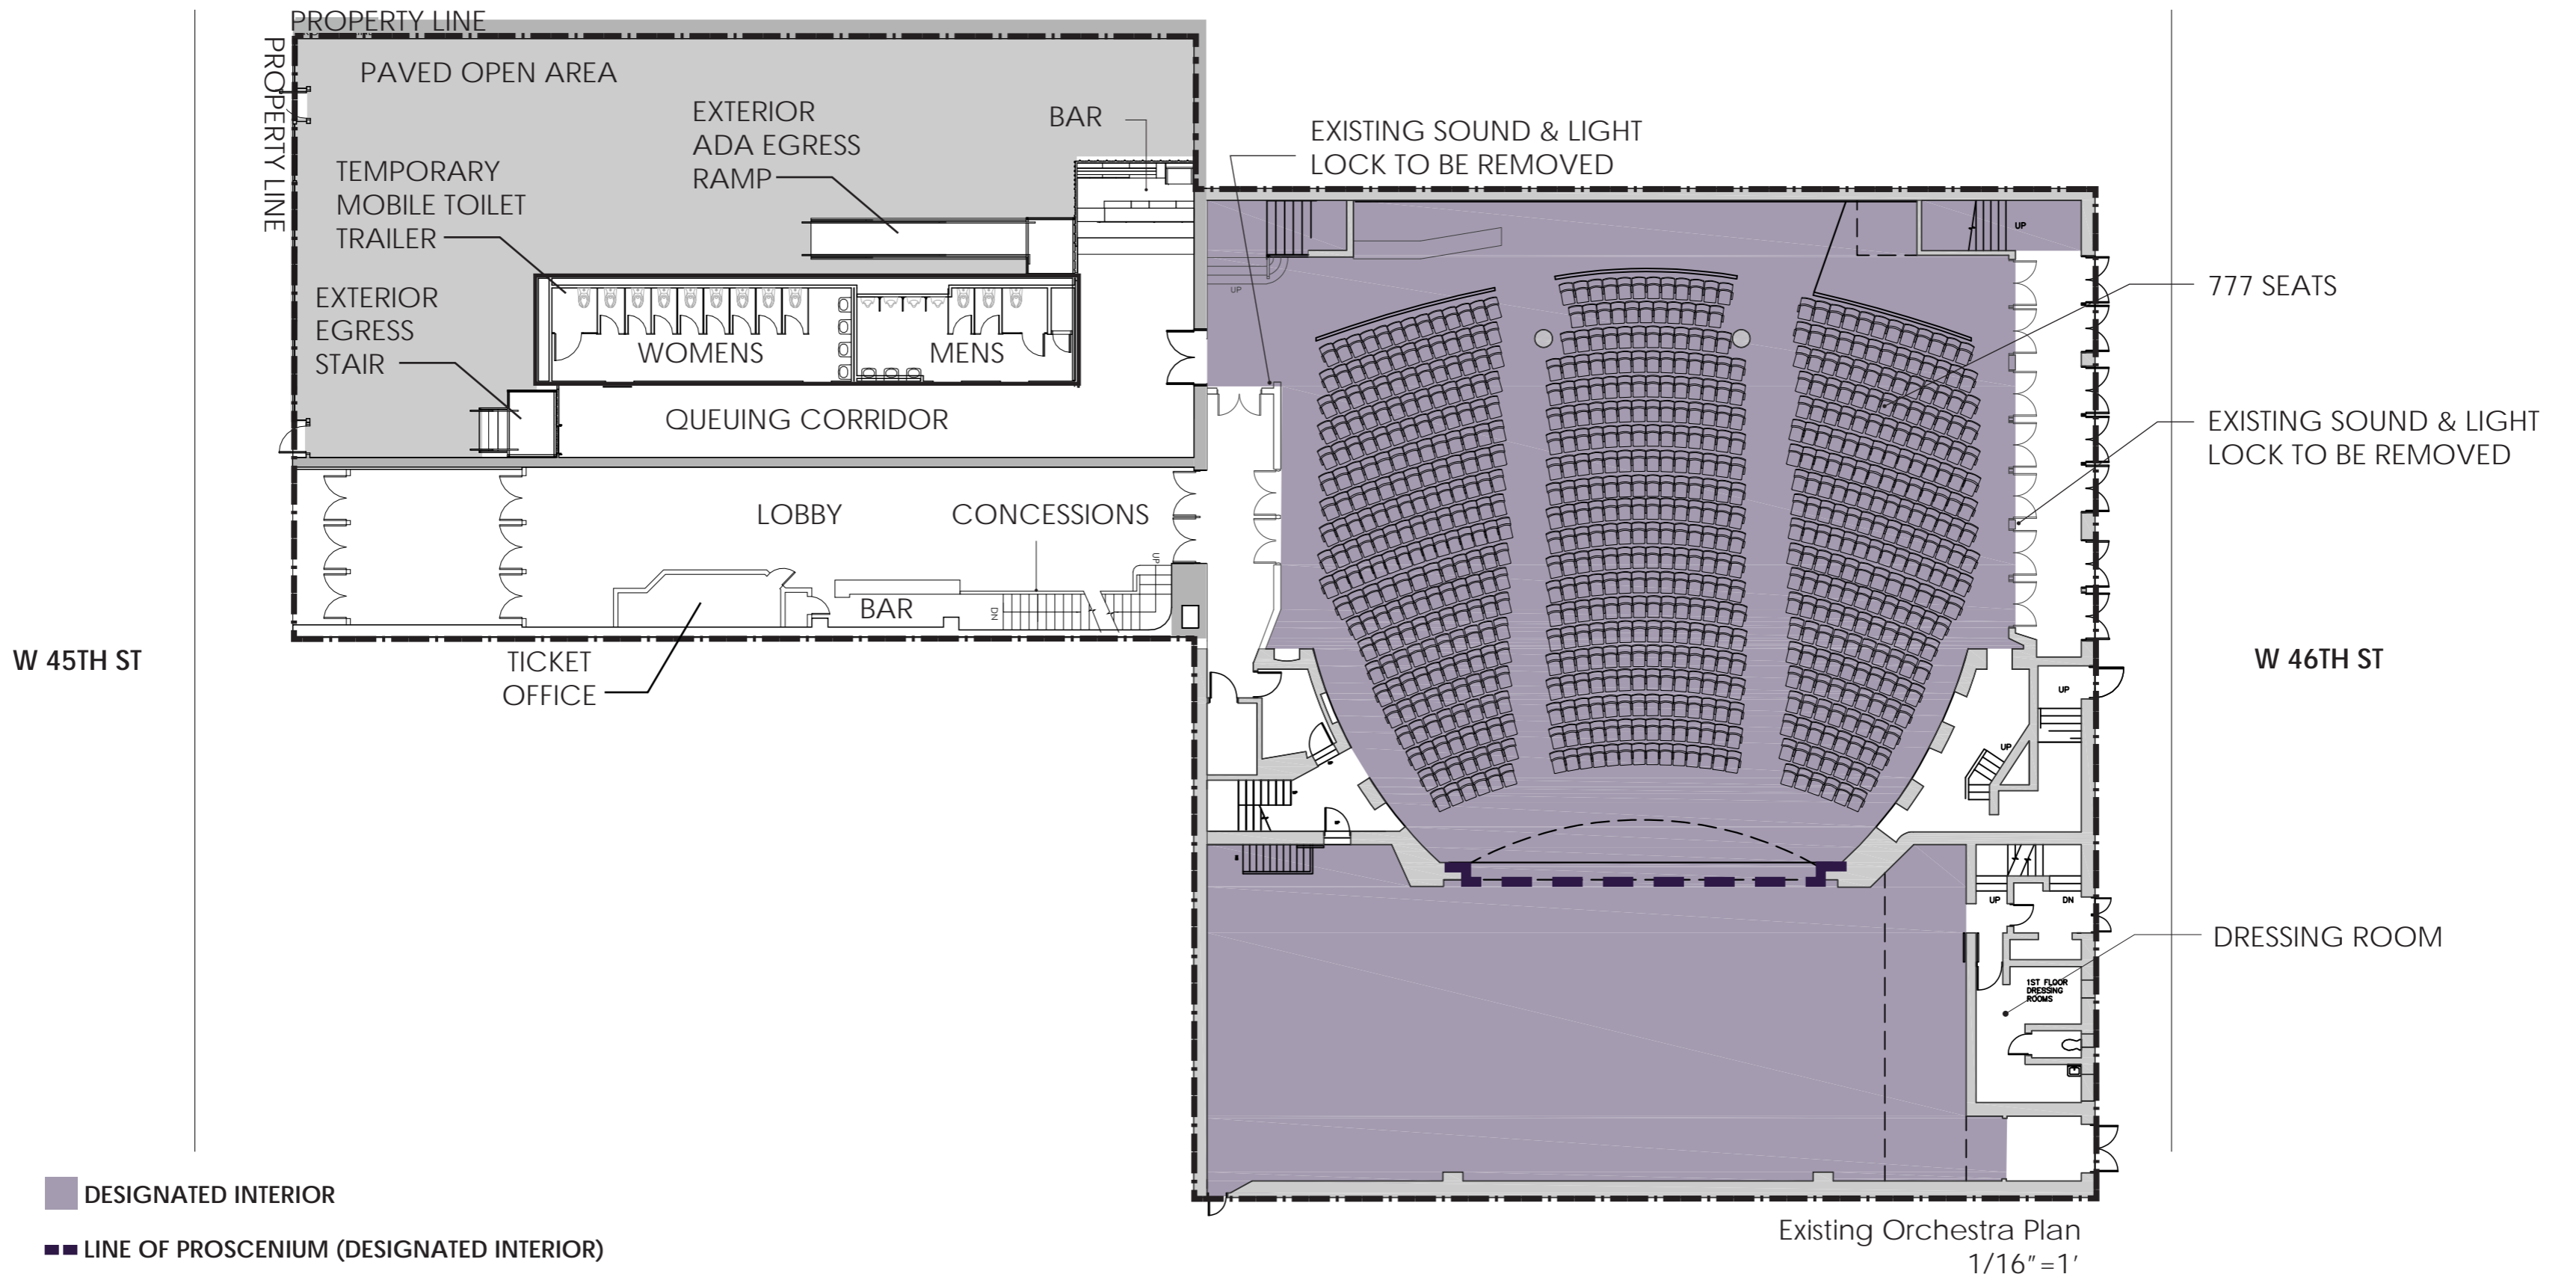 PROPERTY LINE
PROPERTY LINE
PAVED OPEN AREA
EXTERIOR
ADA EGRESS
RAMP
BAR
TEMPORARY
MOBILE TOILET
TRAILER
EXTERIOR
EGRESS
STAIR
WOMENS
MENS
QUEUING CORRIDOR
LOBBY
CONCESSIONS
UP
DN
BAR
TICKET
OFFICE
W 45TH ST
EXISTING SOUND & LIGHT
LOCK TO BE REMOVED
UP
UP
777 SEATS
EXISTING SOUND & LIGHT
LOCK TO BE REMOVED
W 46TH ST
UP
UP
UP
DN
DRESSING ROOM
1ST FLOOR
DRESSING
ROOMS
DESIGNATED INTERIOR
LINE OF PROSCENIUM (DESIGNATED INTERIOR)
Existing Orchestra Plan
1/16"=1'